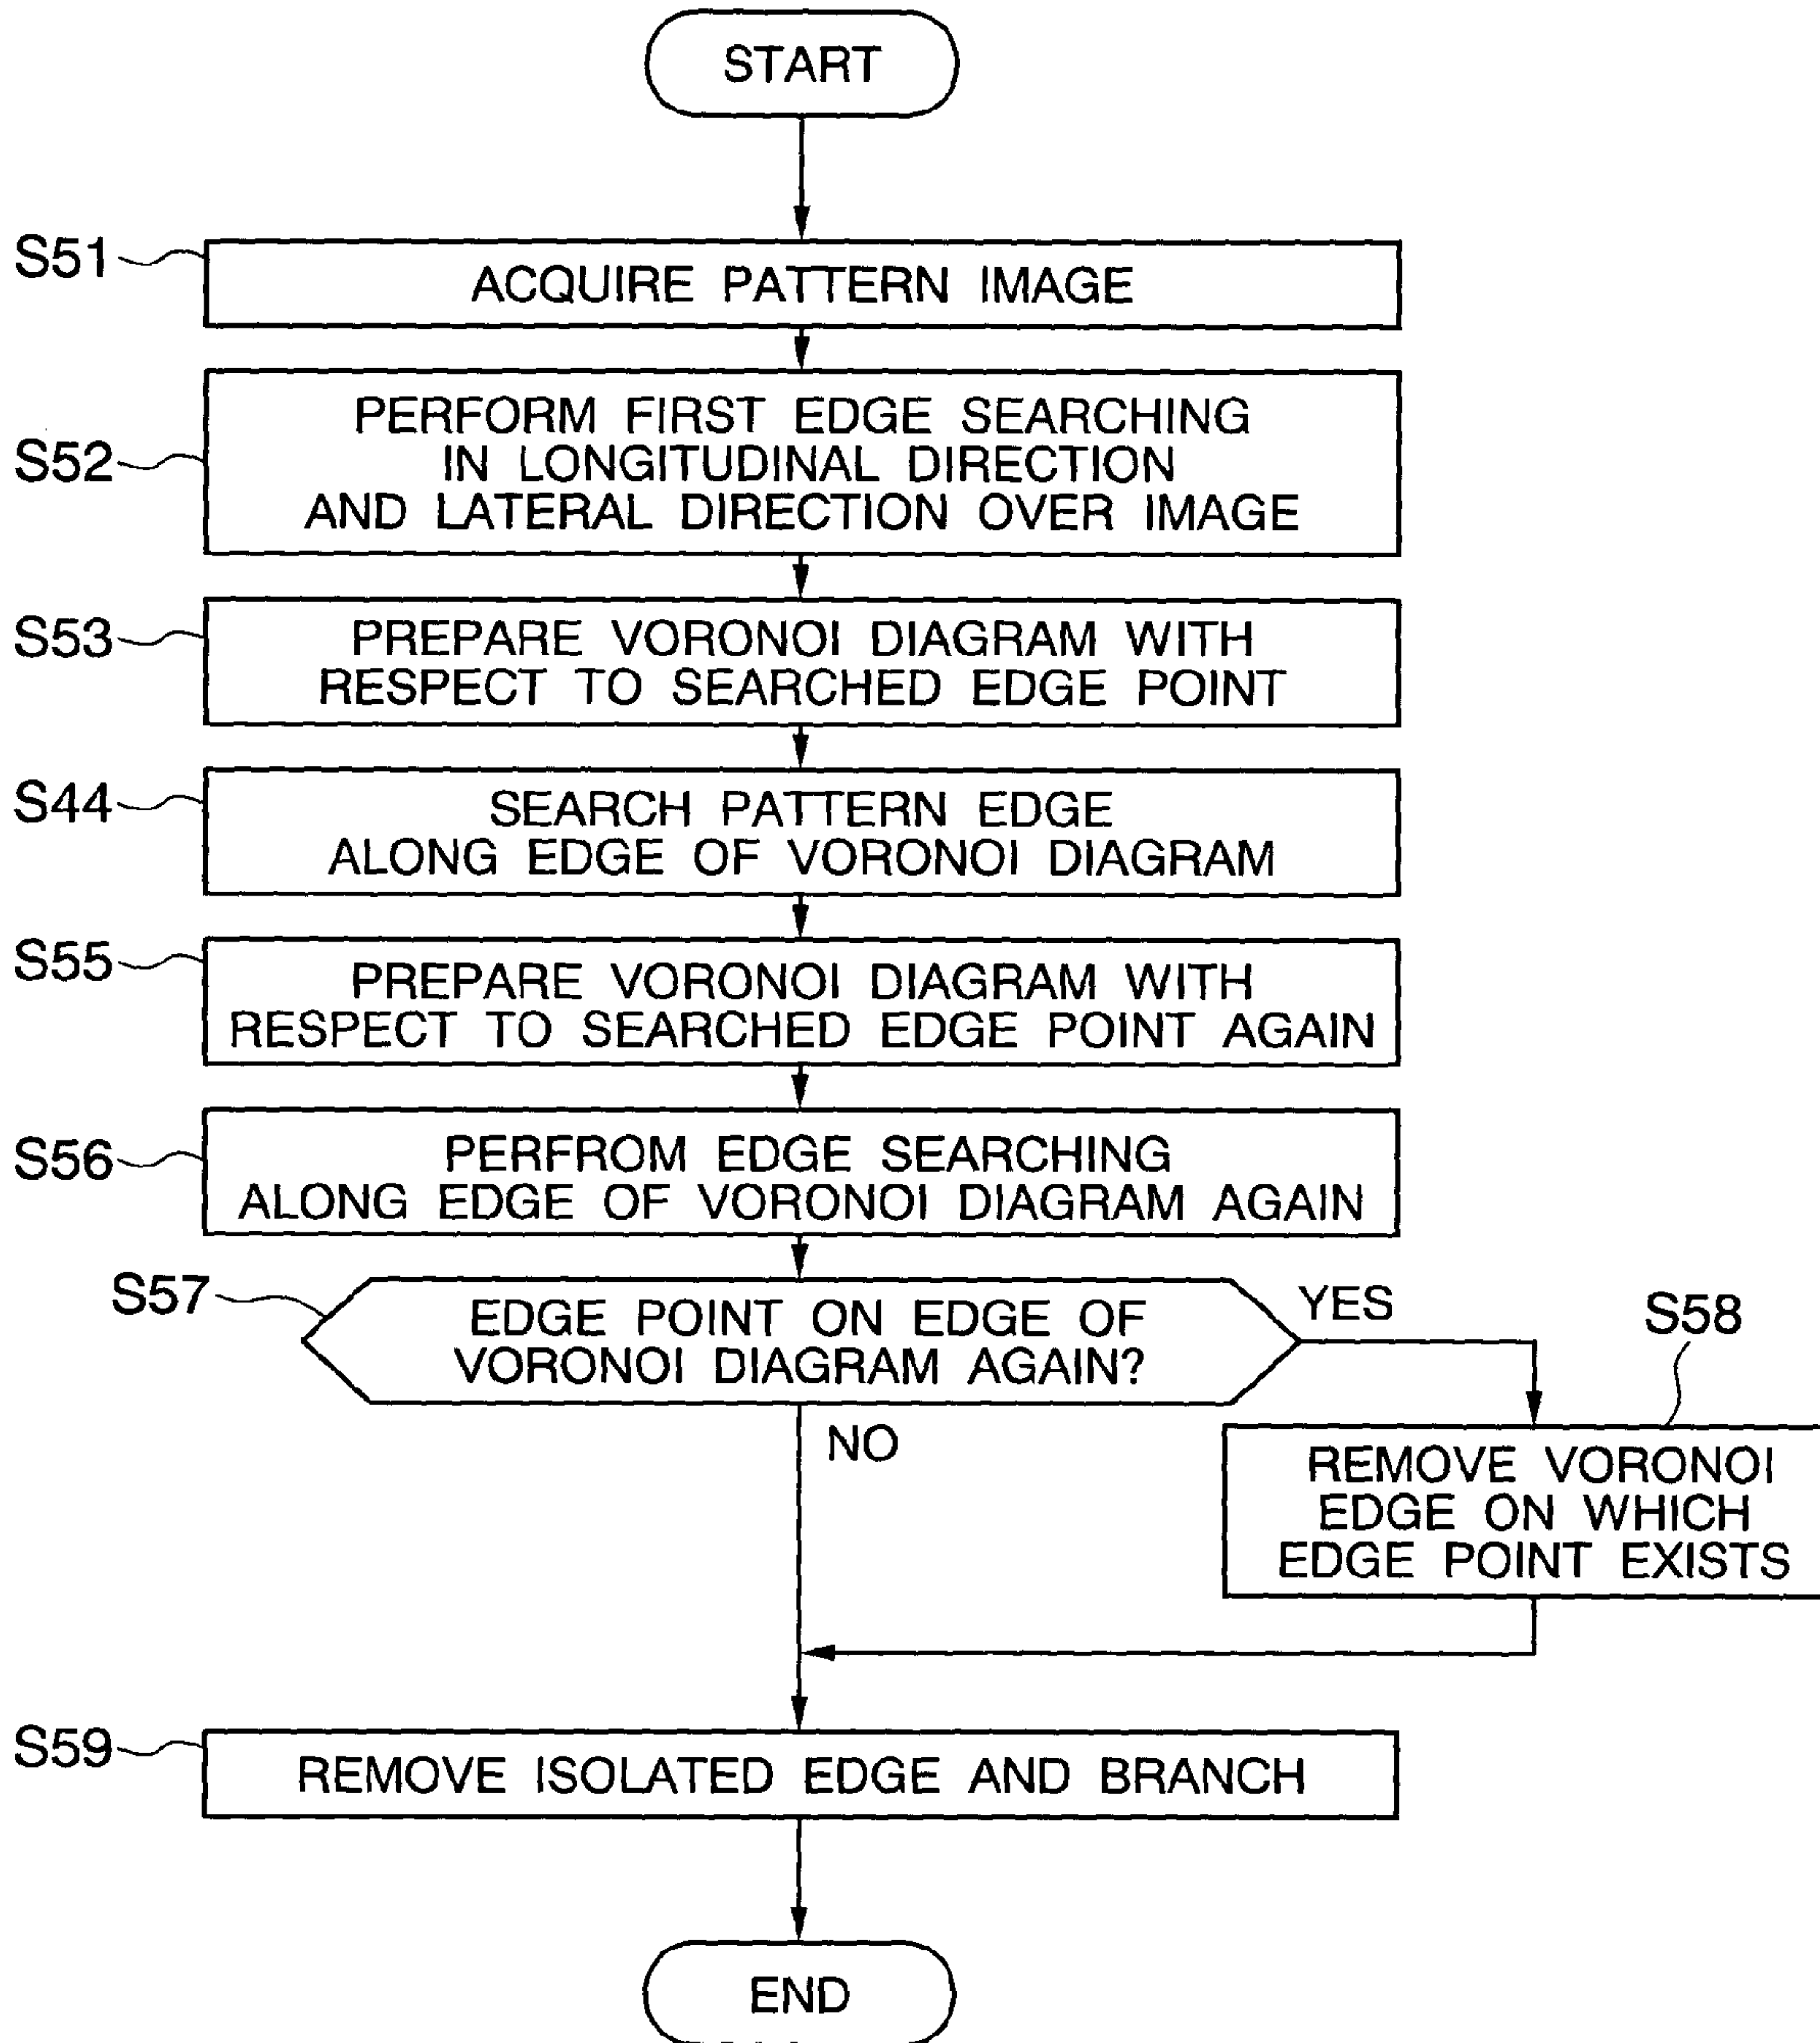 START
S51
ACQUIRE PATTERN IMAGE
S52
PERFORM FIRST EDGE SEARCHING
IN LONGITUDINAL DIRECTION
AND LATERAL DIRECTION OVER IMAGE
S53
PREPARE VORONOI DIAGRAM WITH
RESPECT TO SEARCHED EDGE POINT
S44
SEARCH PATTERN EDGE
ALONG EDGE OF VORONOI DIAGRAM
S55
PREPARE VORONOI DIAGRAM WITH
RESPECT TO SEARCHED EDGE POINT AGAIN
S56
PERFROM EDGE SEARCHING
ALONG EDGE OF VORONOI DIAGRAM AGAIN
S57
EDGE POINT ON EDGE OF
VORONOI DIAGRAM AGAIN?
YES
NO
S58
REMOVE VORONOI
EDGE ON WHICH
EDGE POINT EXISTS
S59
REMOVE ISOLATED EDGE AND BRANCH
END